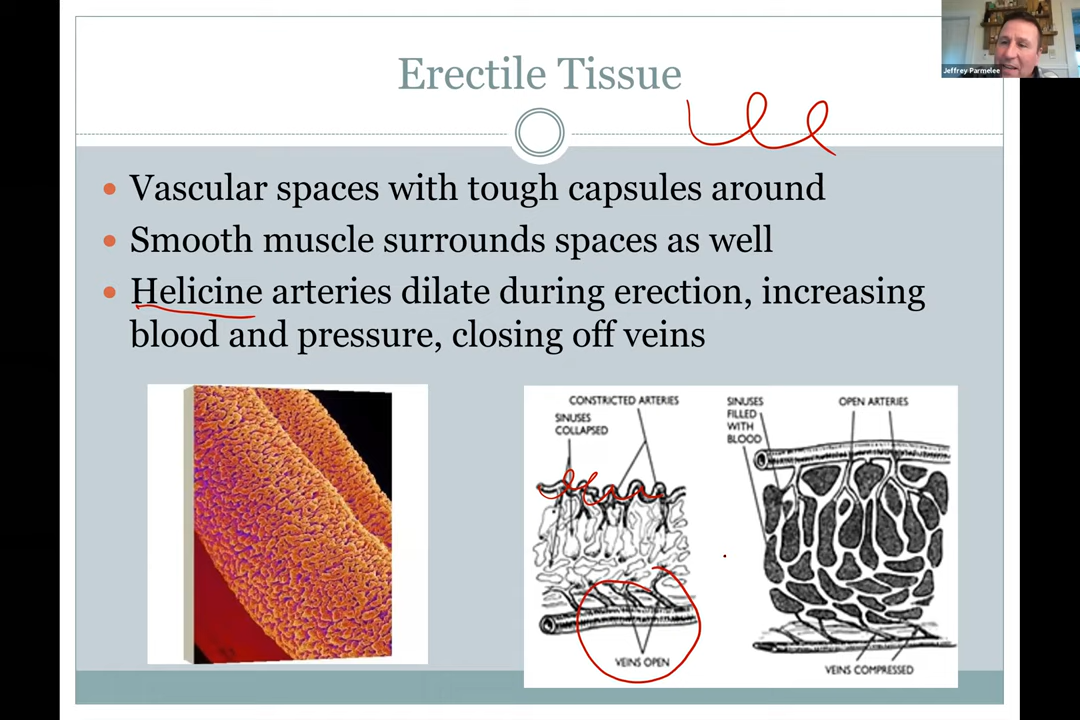 Jeffrey Parmelee
Erectile Tissue
• Vascular spaces with tough capsules around
• Smooth muscle surrounds spaces as well
• Helicine arteries dilate during erection, increasing
blood and pressure, closing off veins
CONSTRICTED ARTERIES
SINUSES
COLLAPSED
VEINS OPEN
SINUSES
FILLED
WITH
BLOOD
OPEN ARTERIES
VEINS COMPRESSED